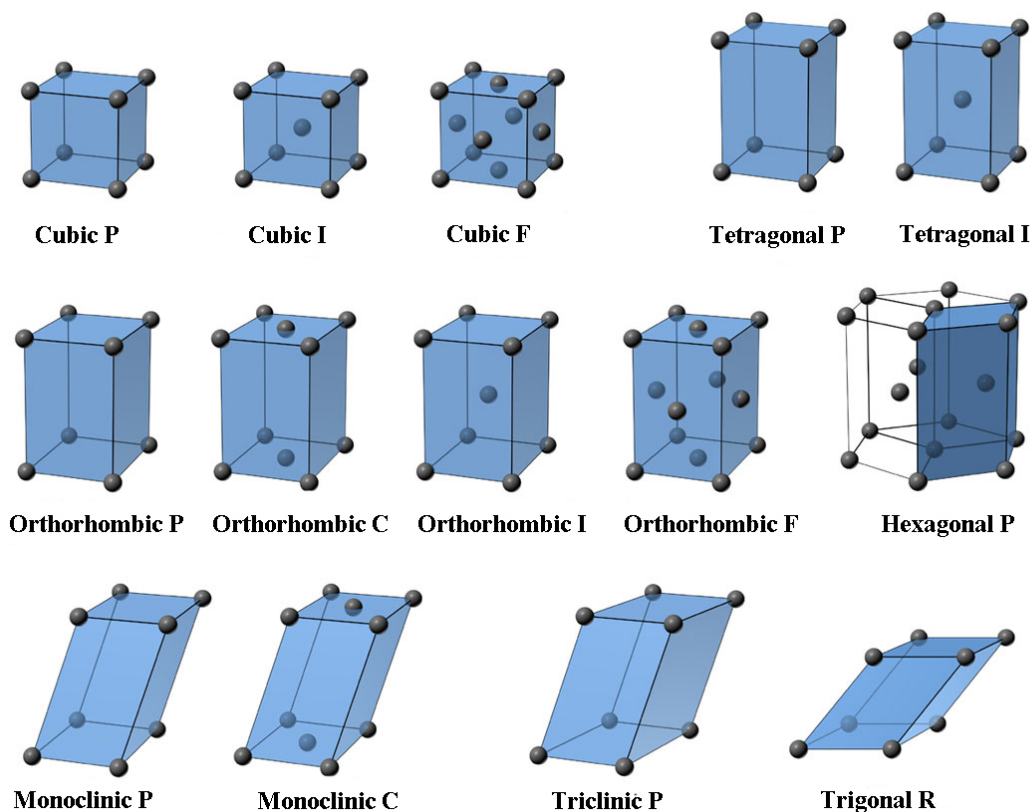 Cubic P
Cubic I
Cubic F
Tetragonal P
Tetragonal I
Orthorhombic P
Orthorhombic C
Orthorhombic I
Orthorhombic F
Hexagonal P
Monoclinic P
Monoclinic C
Triclinic P
Trigonal R